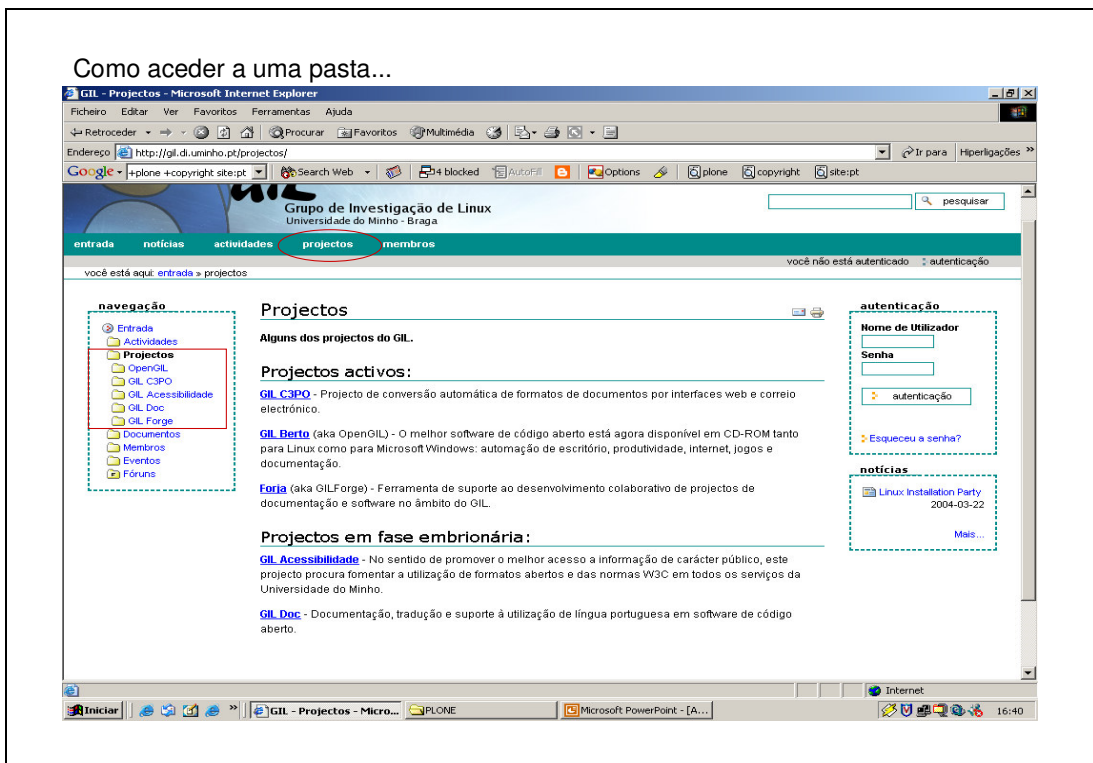 Como aceder a uma pasta...
GIL - Projectos - Microsoft Internet Explorer
Ficheiro Editar Ver Favoritos Ferramentas Ajuda
Retroceder Procurar Favoritos Multimédia
Endereço http://gil.di.uminho.pt/projectos/ Ir para Hiperligações »
Google +plone +copyright site:pt Search Web 4 blocked AutoFill Options plone copyright site:pt
Grupo de Investigação de Linux
Universidade do Minho - Braga
pesquisar
entrada notícias actividades projectos membros
você não está autenticado autenticação
você está aqui: entrada » projectos
navegação
Entrada
Actividades
Projectos
OpenGIL
GIL C3PO
GIL Acessibilidade
GIL Doc
GIL Forge
Documentos
Membros
Eventos
Fóruns
Projectos
Alguns dos projectos do GIL.
Projectos activos:
GIL C3PO - Projecto de conversão automática de formatos de documentos por interfaces web e correio
electrónico.
GIL Berto (aka OpenGIL) - O melhor software de código aberto está agora disponível em CD-ROM tanto
para Linux como para Microsoft Windows: automação de escritório, produtividade, internet, jogos e
documentação.
Forja (aka GILForge) - Ferramenta de suporte ao desenvolvimento colaborativo de projectos de
documentação e software no âmbito do GIL.
Projectos em fase embrionária:
GIL Acessibilidade - No sentido de promover o melhor acesso a informação de carácter público, este
projecto procura fomentar a utilização de formatos abertos e das normas W3C em todos os serviços da
Universidade do Minho.
GIL Doc - Documentação, tradução e suporte à utilização de língua portuguesa em software de código
aberto.
autenticação
Nome de Utilizador
Senha
autenticação
Esqueceu a senha?
notícias
Linux Installation Party
2004-03-22
Mais...
Internet
Iniciar » GIL - Projectos - Micro... PLONE Microsoft PowerPoint - [A... 16:40